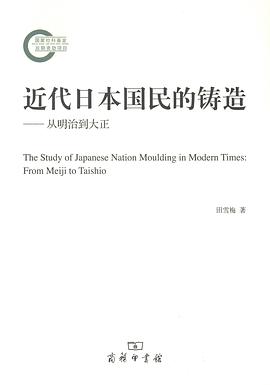 国家社科基金
后期资助项目
近代日本国民的铸造
——从明治到大正
The Study of Japanese Nation Moulding in Modern Times:
From Meiji to Taishio
田雪梅 著
商务印书馆